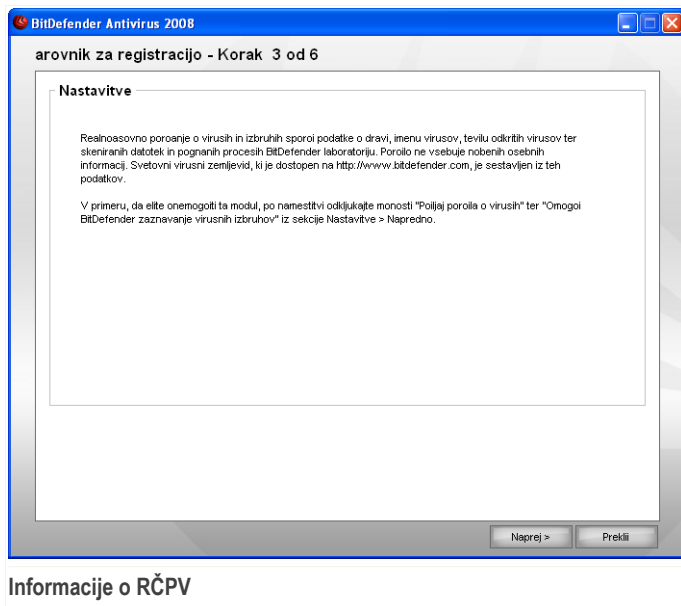 BitDefender Antivirus 2008
arovnik za registracijo - Korak 3 od 6
Nastavitve
Realnoasovno poroanje o virusih in izbruhih sporoi podatke o dravi, imenu virusov, tevilu odkritih virusov ter
skeniranih datotek in pognanih procesih BitDefender laboratoriju. Poroilo ne vsebuje nobenih osebnih
informacij. Svetovni virusni zemljevid, ki je dostopen na http://www.bitdefender.com, je sestavljen iz teh
podatkov.
V primeru, da elite onemogoiti ta modul, po namestitvi odkljukajte monosti "Poiljaj poroila o virusih" ter "Omogoi
BitDefender zaznavanje virusnih izbruhov" iz sekcije Nastavitve > Napredno.
Naprej >
Preklii
Informacije o RČPV